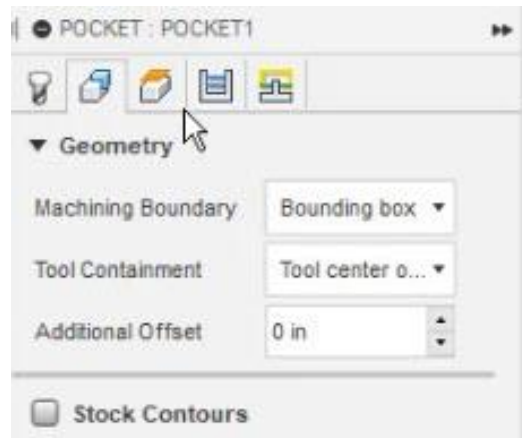 POCKET : POCKET1
Geometry
Machining Boundary Bounding box
Tool Containment Tool center o...
Additional Offset 0 in
Stock Contours